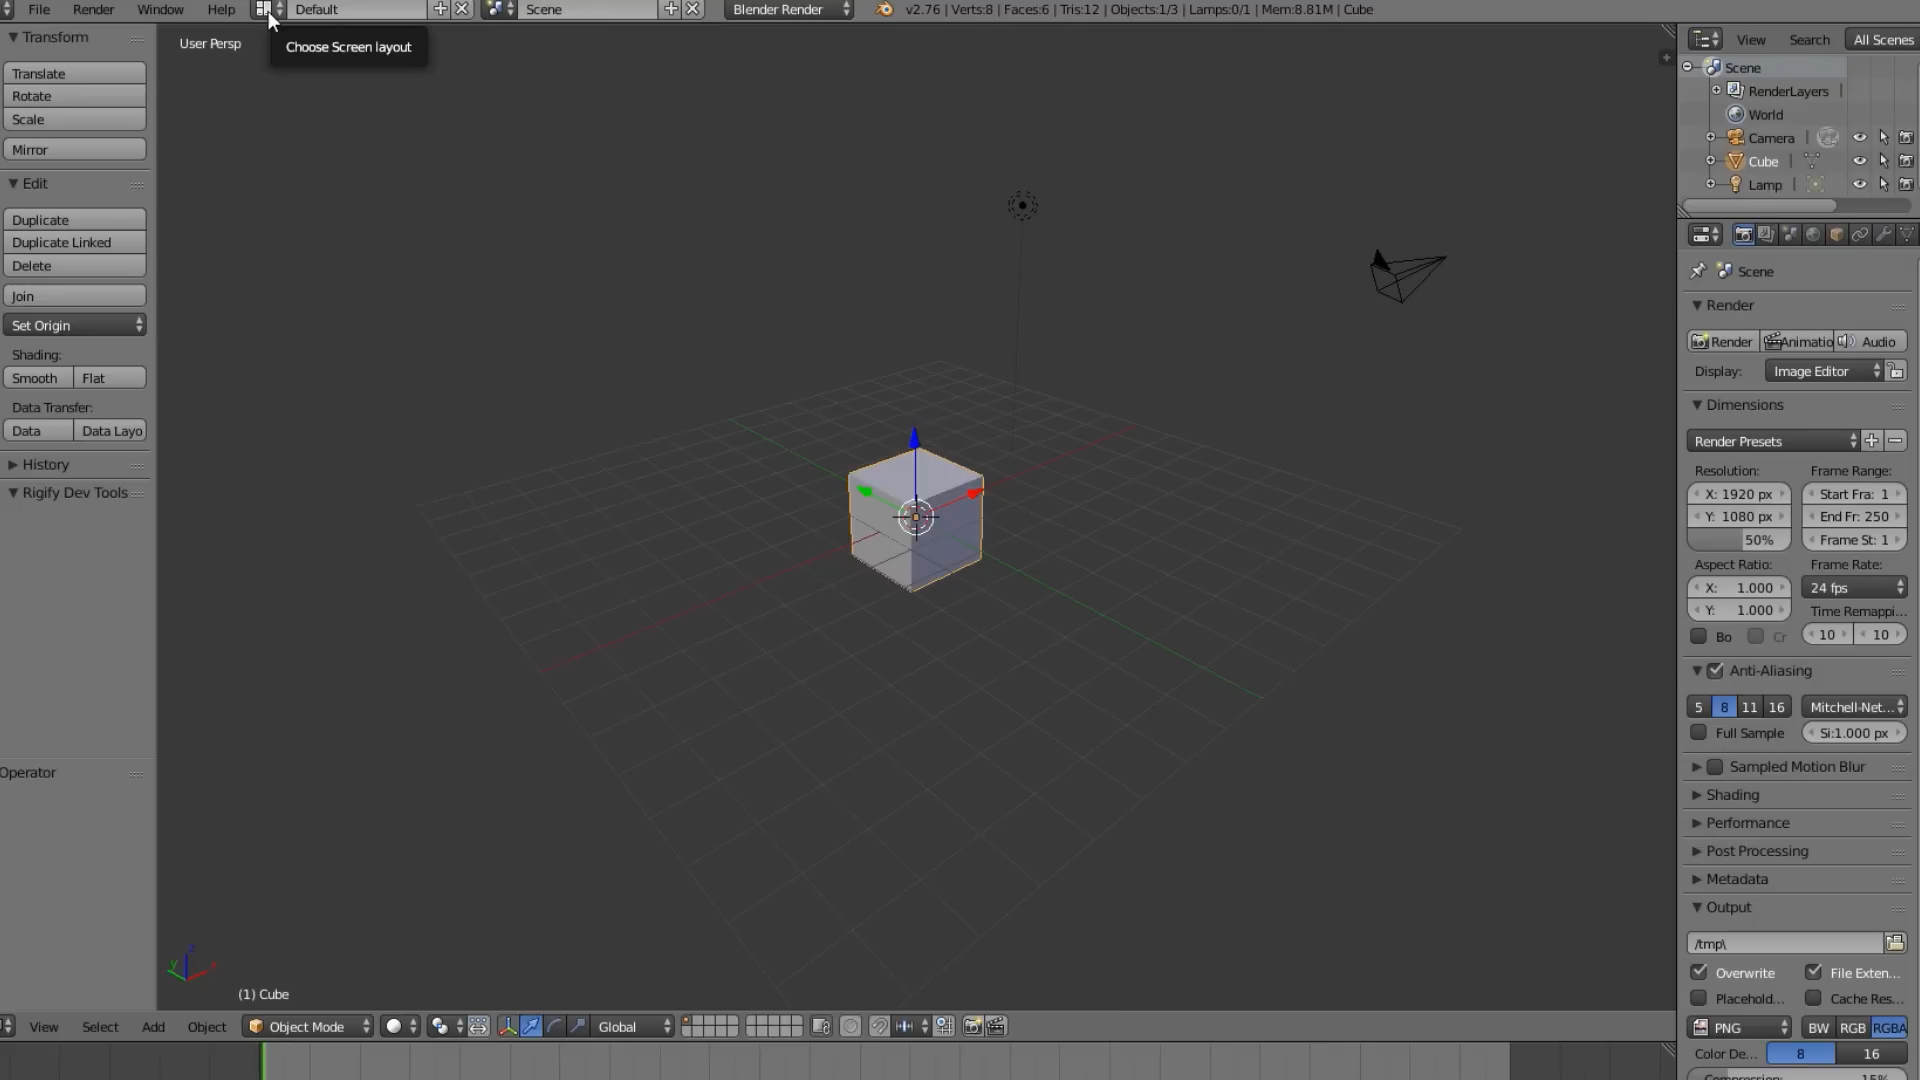 File Render Window Help Default Scene Blender Render v2.76 | Verts:8 | Faces:6 | Tris:12 | Objects:1/3 | Lamps:0/1 | Mem:8.81M | Cube
Choose Screen layout
User Persp
Transform
Translate
Rotate
Scale
Mirror
Edit
Duplicate
Duplicate Linked
Delete
Join
Set Origin
Shading:
Smooth Flat
Data Transfer:
Data Data Layo
History
Rigify Dev Tools
Operator
z
y x
(1) Cube
View Select Add Object Object Mode Global
View Search All Scenes
Scene
RenderLayers |
World
Camera |
Cube |
Lamp |
Scene
Render
Render Animatio Audio
Display: Image Editor
Dimensions
Render Presets
Resolution: Frame Range:
X: 1920 px Start Fra: 1
Y: 1080 px End Fr: 250
50% Frame St: 1
Aspect Ratio: Frame Rate:
X: 1.000 24 fps
Y: 1.000 Time Remappi...
Bo Cr 10 10
Anti-Aliasing
5 8 11 16 Mitchell-Net...
Full Sample Si:1.000 px
Sampled Motion Blur
Shading
Performance
Post Processing
Metadata
Output
/tmp\
Overwrite File Exten...
Placehold... Cache Res...
PNG BW RGB RGBA
Color De... 8 16
Compression: 15%